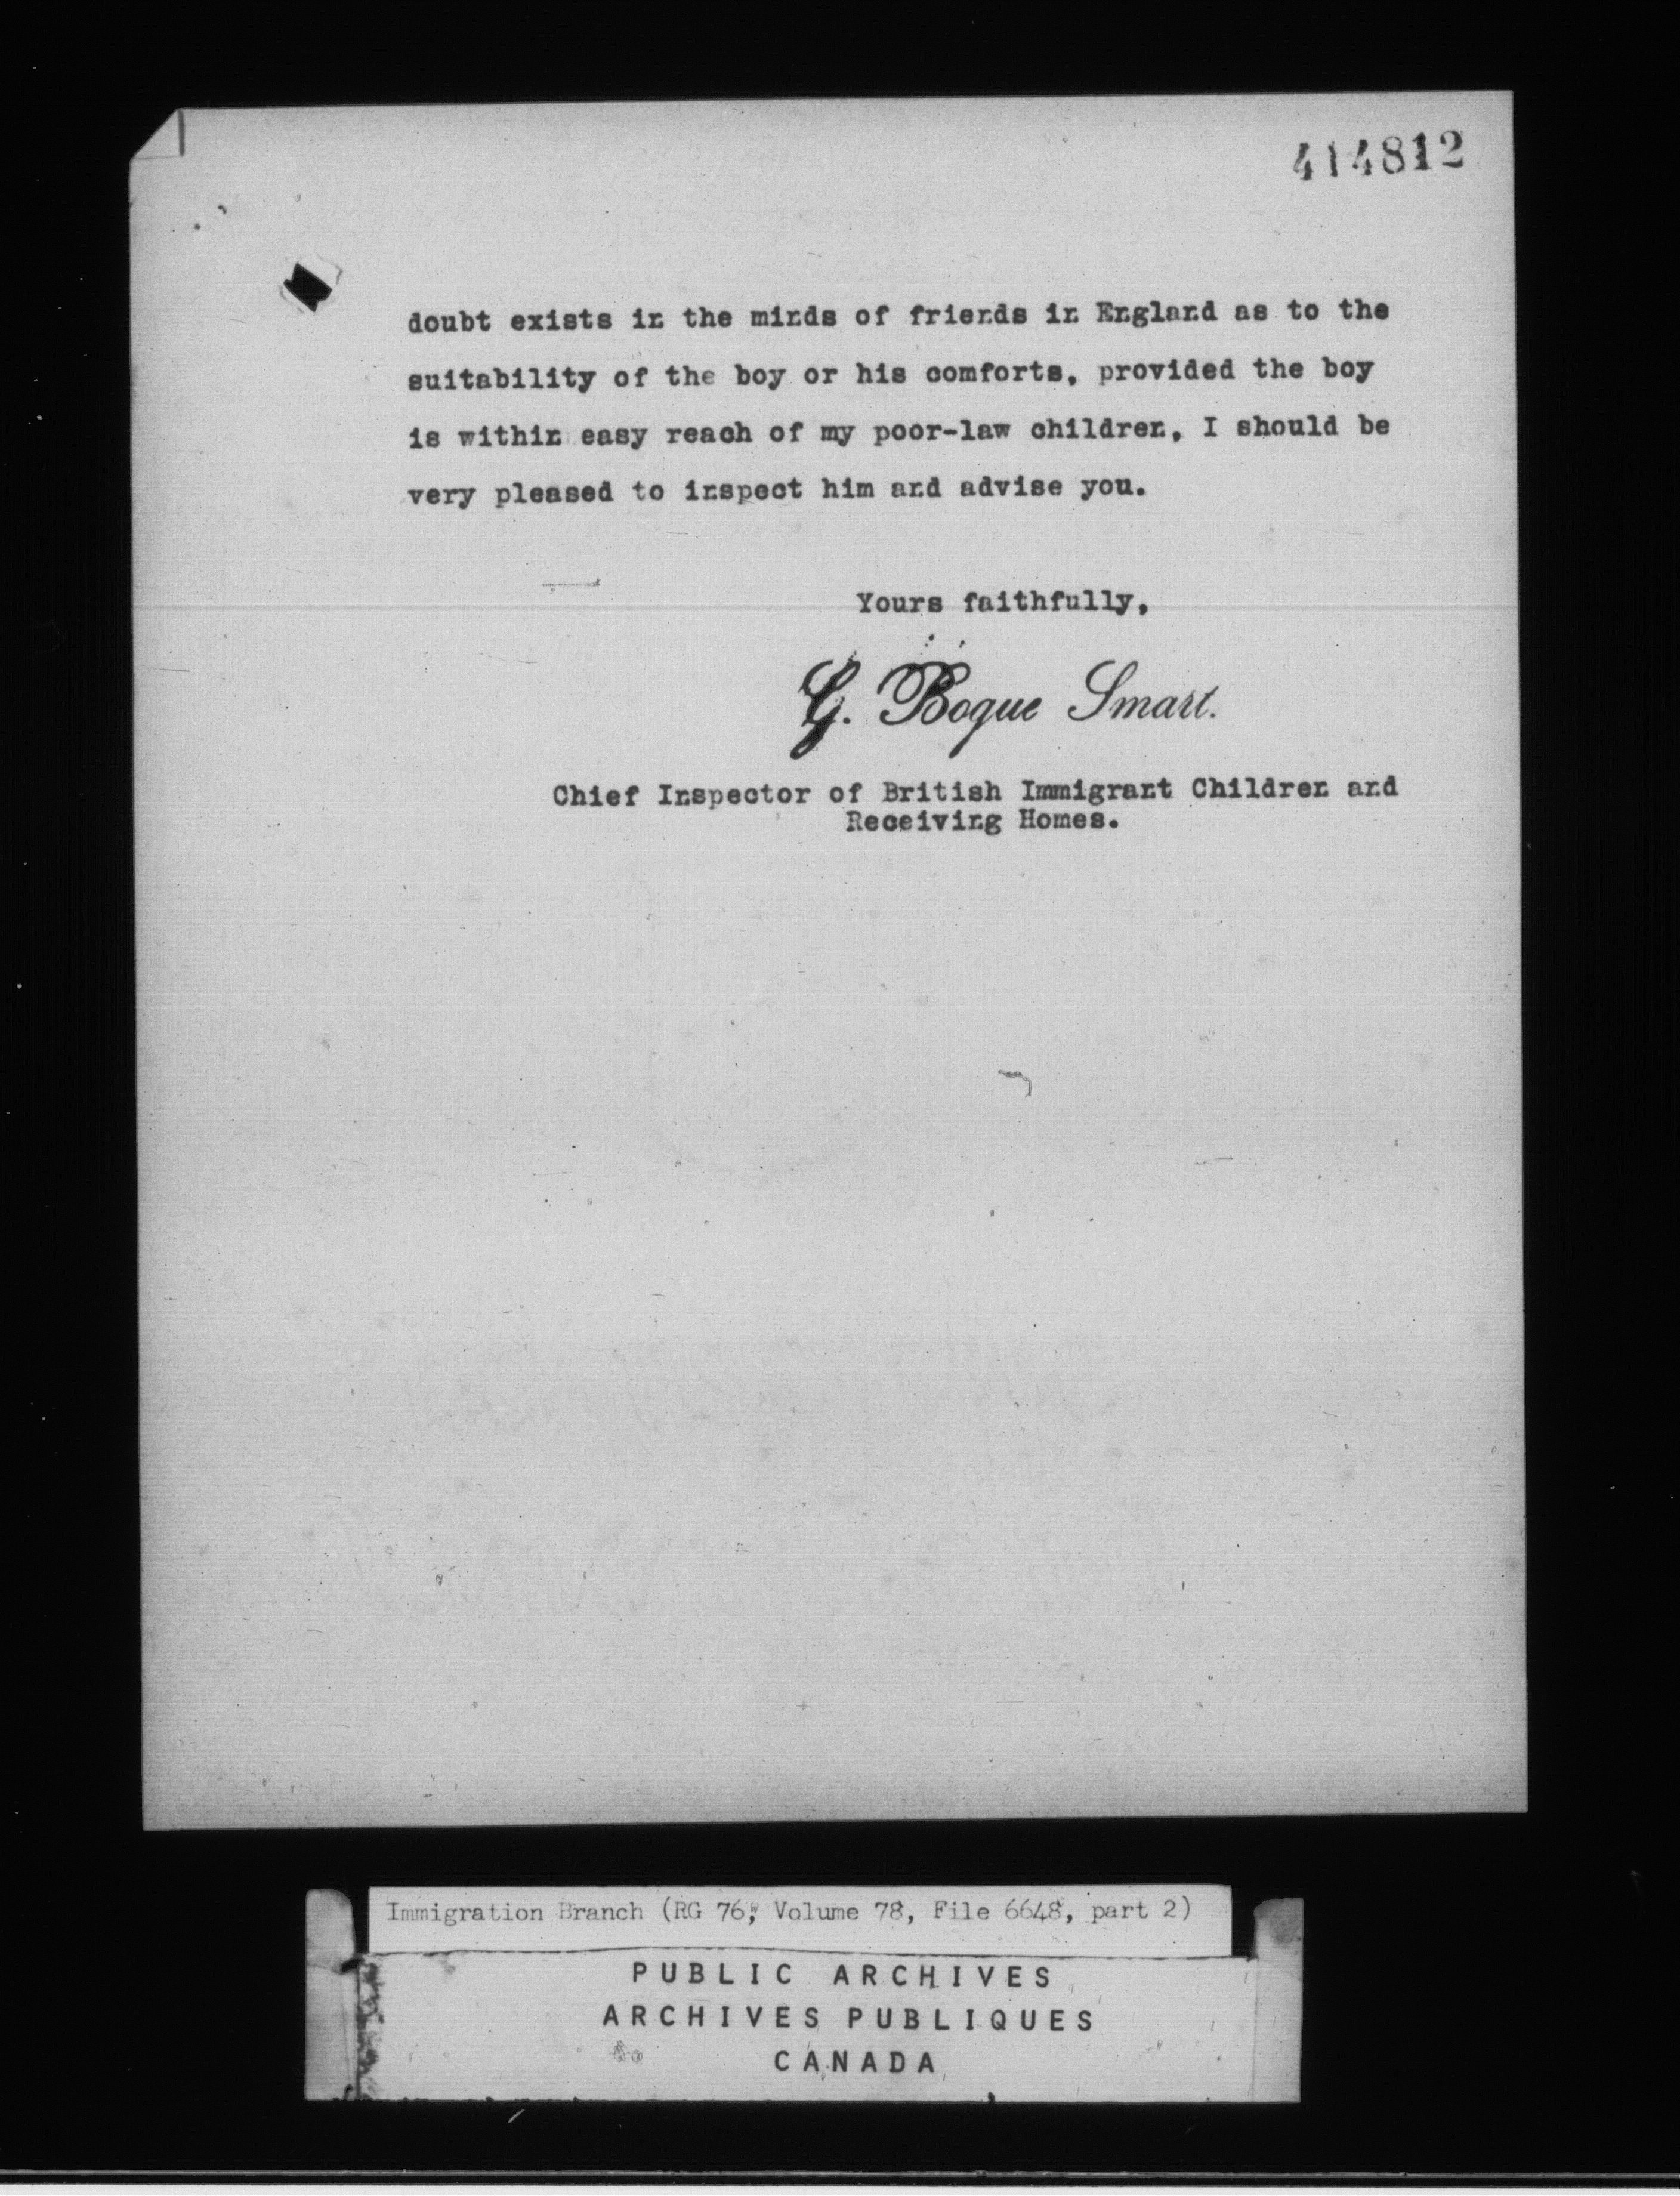 414812
doubt exists in the minds of friends in England as to the
suitability of the boy or his comforts, provided the boy
is within easy reach of my poor-law children, I should be
very pleased to inspect him and advise you.
Yours faithfully,
G. Bogue Smart.
Chief Inspector of British Immigrant Children and
Receiving Homes.
Immigration Branch (RG 76, Volume 78, File 6648, part 2)
PUBLIC ARCHIVES
ARCHIVES PUBLIQUES
CANADA